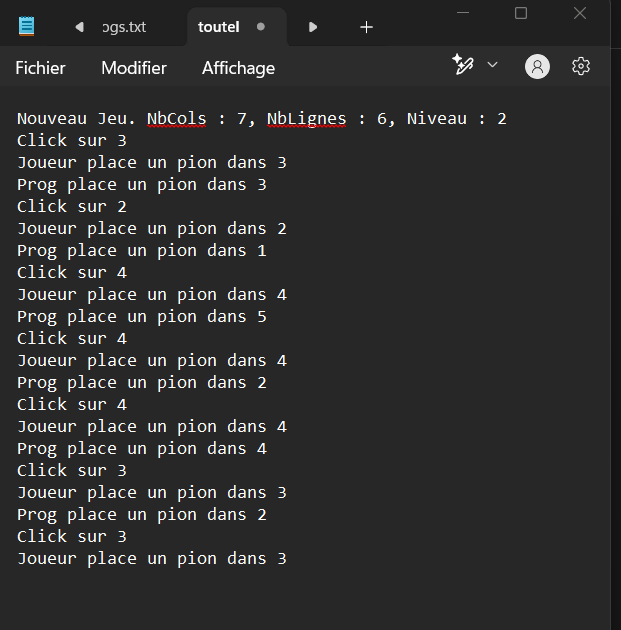 ogs.txt
toutel
Fichier
Modifier
Affichage
Nouveau Jeu. NbCols : 7, NbLignes : 6, Niveau : 2
Click sur 3
Joueur place un pion dans 3
Prog place un pion dans 3
Click sur 2
Joueur place un pion dans 2
Prog place un pion dans 1
Click sur 4
Joueur place un pion dans 4
Prog place un pion dans 5
Click sur 4
Joueur place un pion dans 4
Prog place un pion dans 2
Click sur 4
Joueur place un pion dans 4
Prog place un pion dans 4
Click sur 3
Joueur place un pion dans 3
Prog place un pion dans 2
Click sur 3
Joueur place un pion dans 3